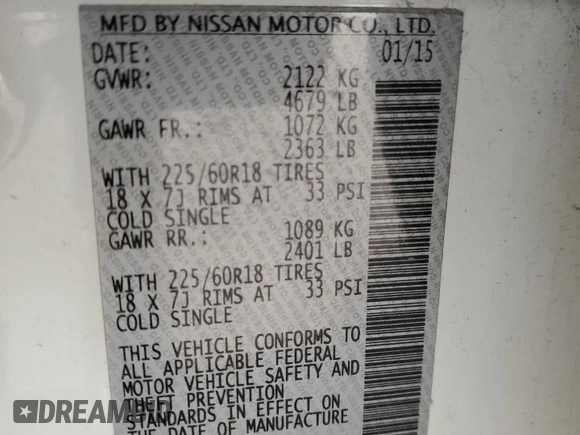 MFD BY NISSAN MOTOR CO., LTD.
DATE: 01/15
GVWR: 2122 KG
4679 LB
GAWR FR.: 1072 KG
2363 LB
WITH 225/60R18 TIRES
18 X 7J RIMS AT 33 PSI
COLD SINGLE
GAWR RR.: 1089 KG
2401 LB
WITH 225/60R18 TIRES
18 X 7J RIMS AT 33 PSI
COLD SINGLE
THIS VEHICLE CONFORMS TO
ALL APPLICABLE FEDERAL
MOTOR VEHICLE SAFETY AND
THEFT PREVENTION
STANDARDS IN EFFECT ON
THE DATE OF MANUFACTURE